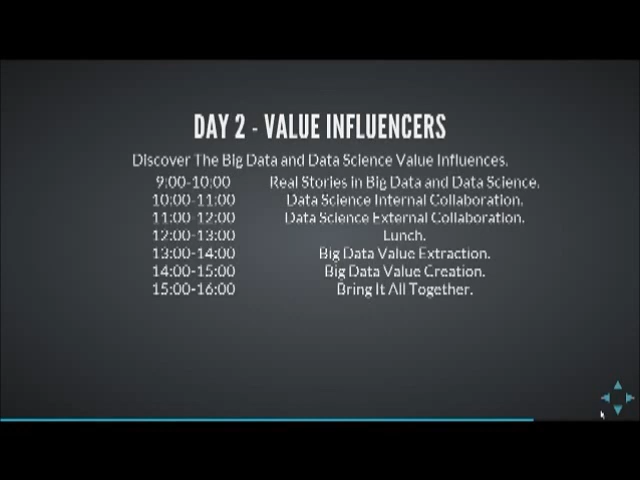 DAY 2 - VALUE INFLUENCERS
Discover The Big Data and Data Science Value Influences.
9:00-10:00 Real Stories in Big Data and Data Science.
10:00-11:00 Data Science Internal Collaboration.
11:00-12:00 Data Science External Collaboration.
12:00-13:00 Lunch.
13:00-14:00 Big Data Value Extraction.
14:00-15:00 Big Data Value Creation.
15:00-16:00 Bring It All Together.